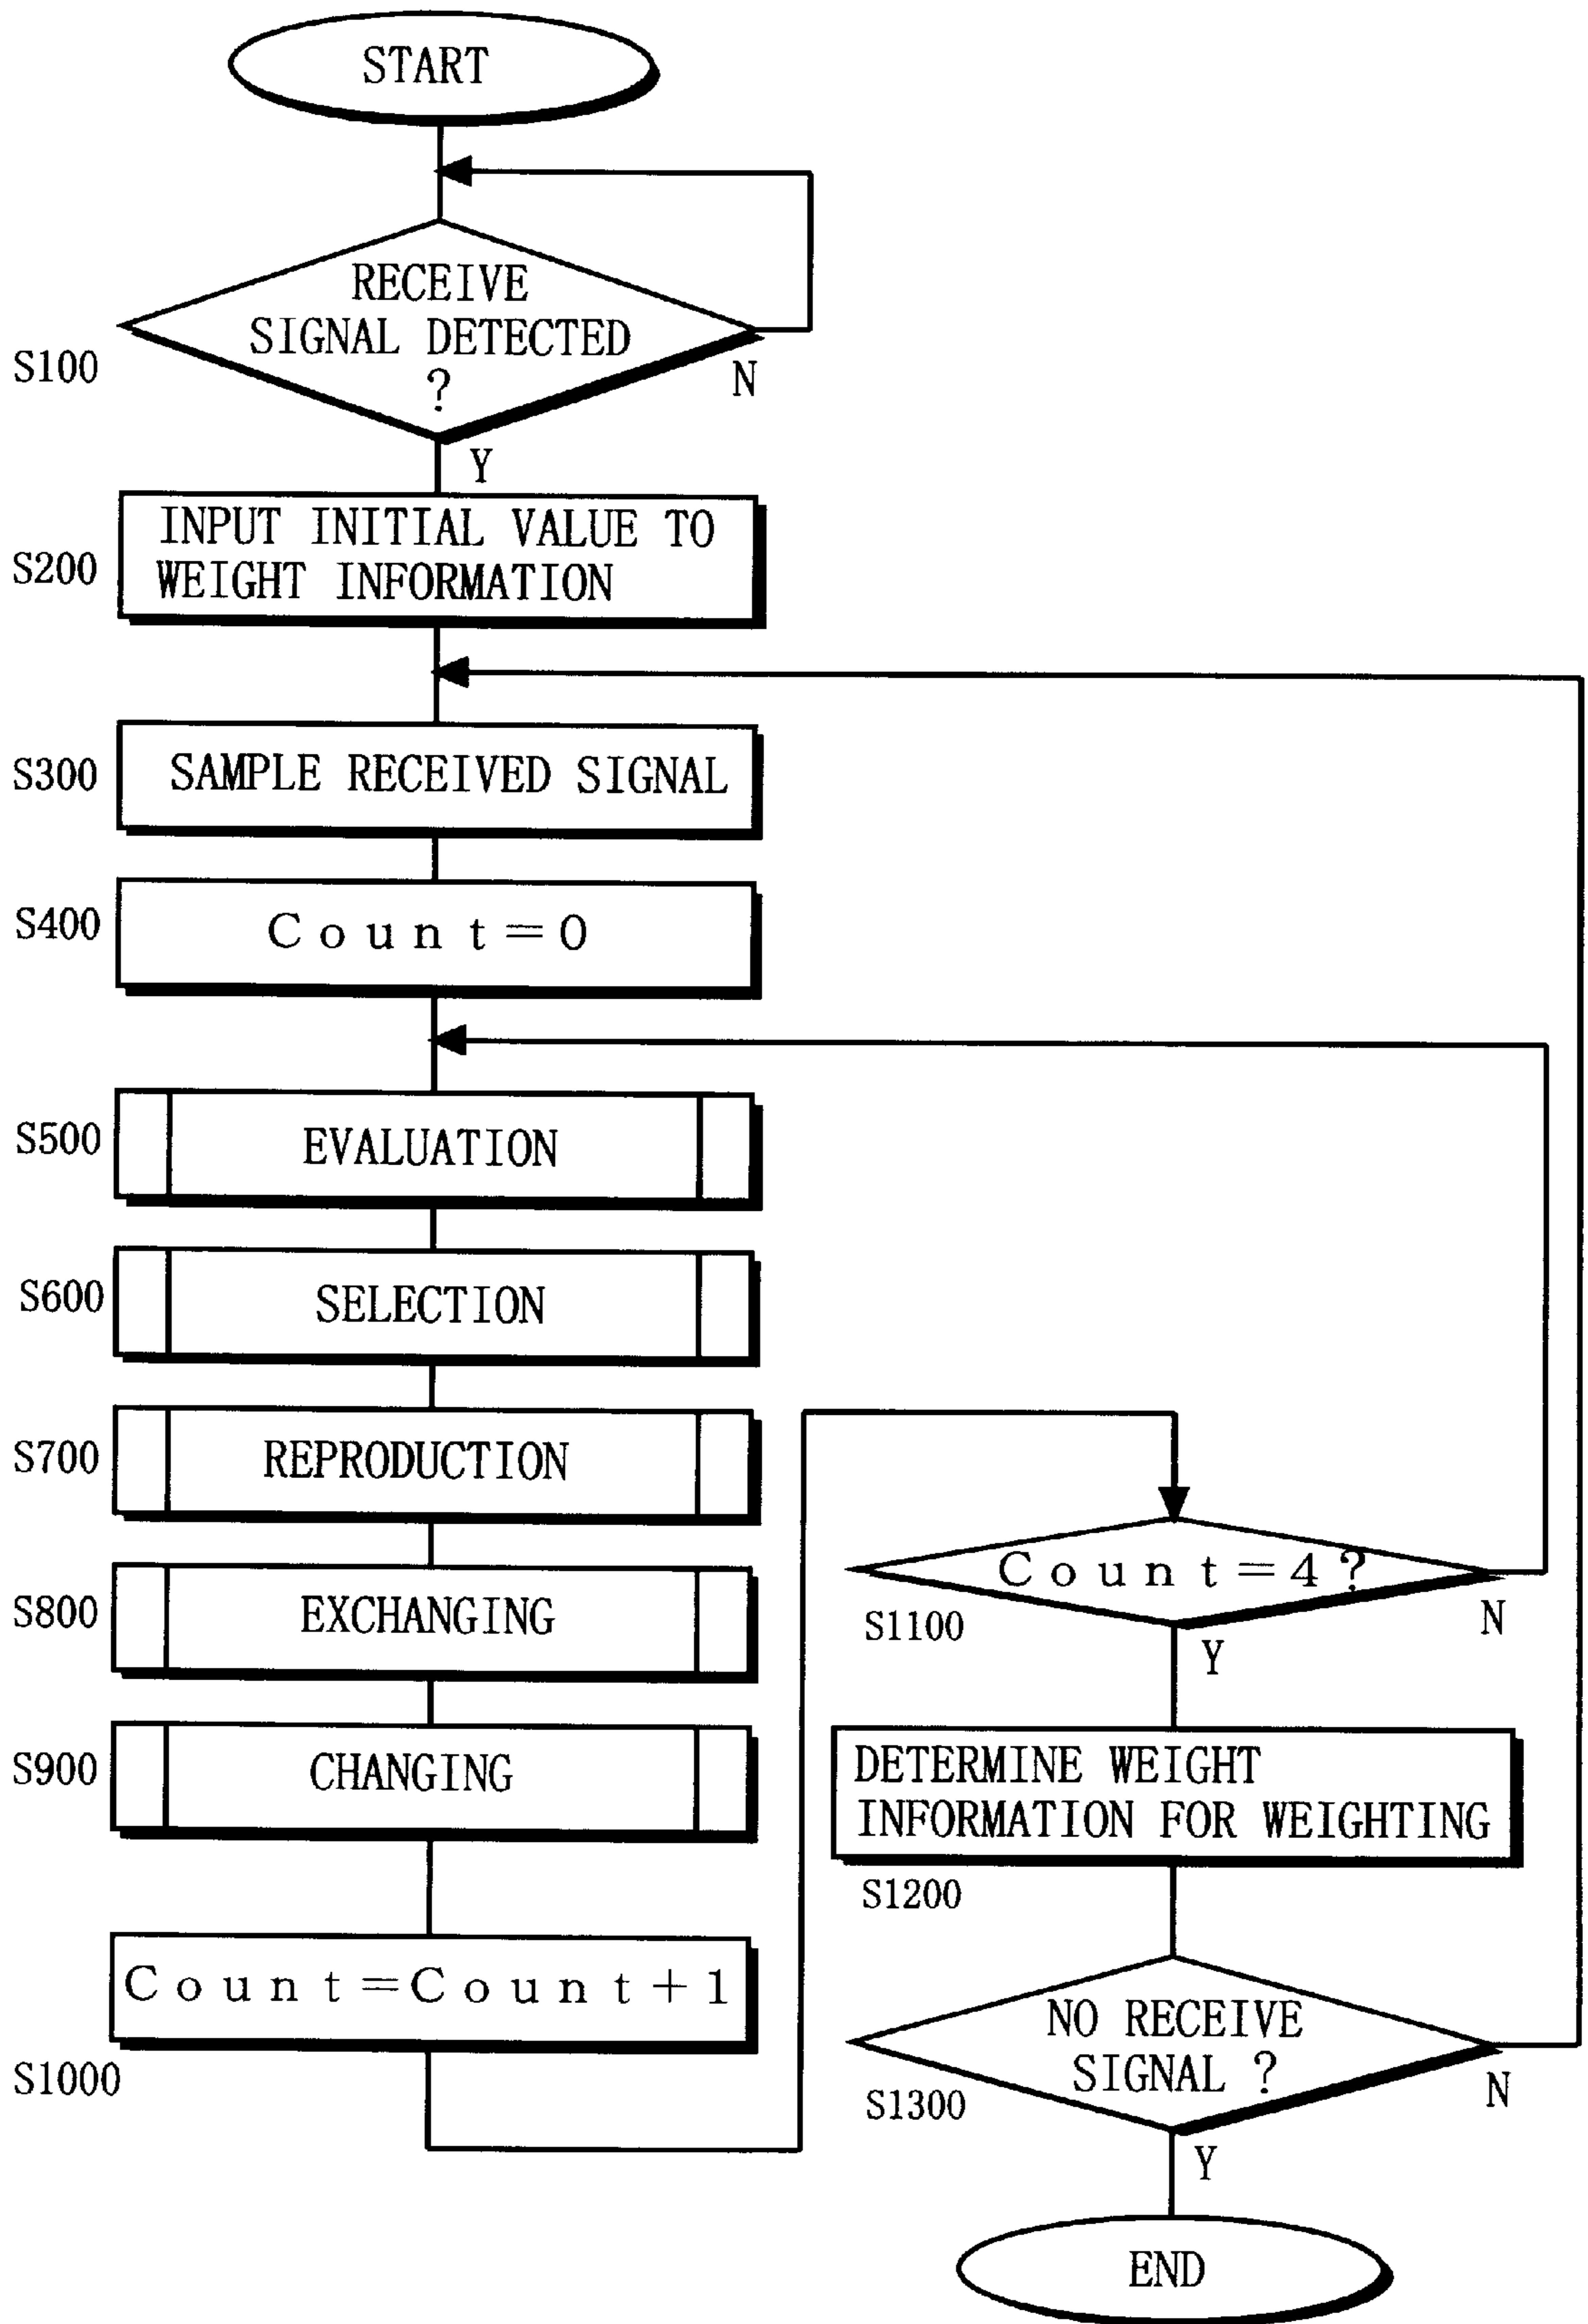 START
RECEIVE
SIGNAL DETECTED
?
S100
N
Y
INPUT INITIAL VALUE TO
WEIGHT INFORMATION
S200
S300
SAMPLE RECEIVED SIGNAL
S400
Count=0
S500
EVALUATION
S600
SELECTION
S700
REPRODUCTION
S800
EXCHANGING
S900
CHANGING
Count=Count+1
S1000
Count=4?
S1100
N
Y
DETERMINE WEIGHT
INFORMATION FOR WEIGHTING
S1200
NO RECEIVE
SIGNAL ?
S1300
N
Y
END